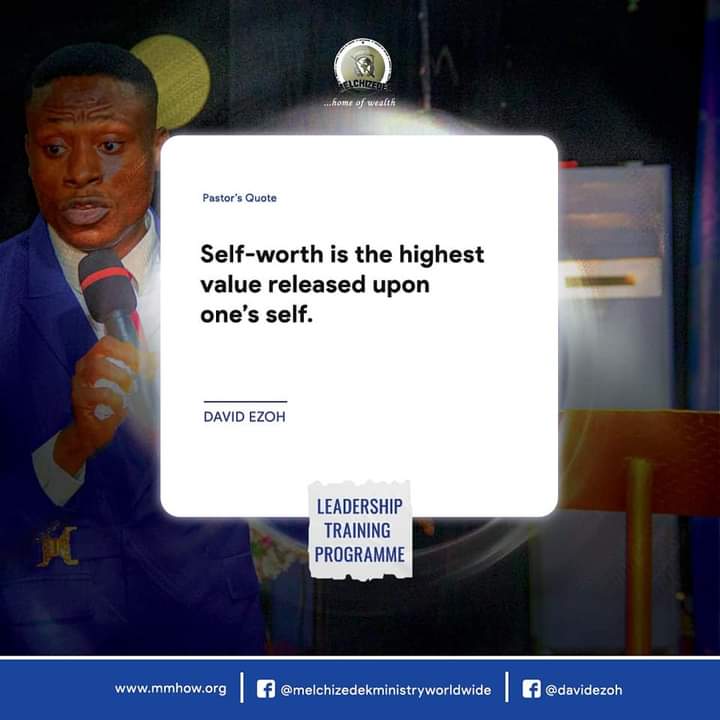 MELCHIZEDEK
...home of wealth
Pastor's Quote
Self-worth is the highest
value released upon
one's self.
DAVID EZOH
LEADERSHIP
TRAINING
PROGRAMME
www.mmhow.org @melchizedekministryworldwide @davidezoh